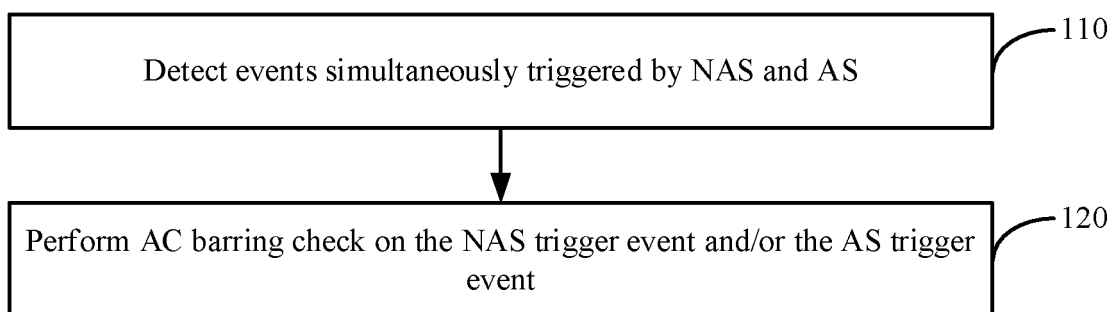 110
Detect events simultaneously triggered by NAS and AS
120
Perform AC barring check on the NAS trigger event and/or the AS trigger
event